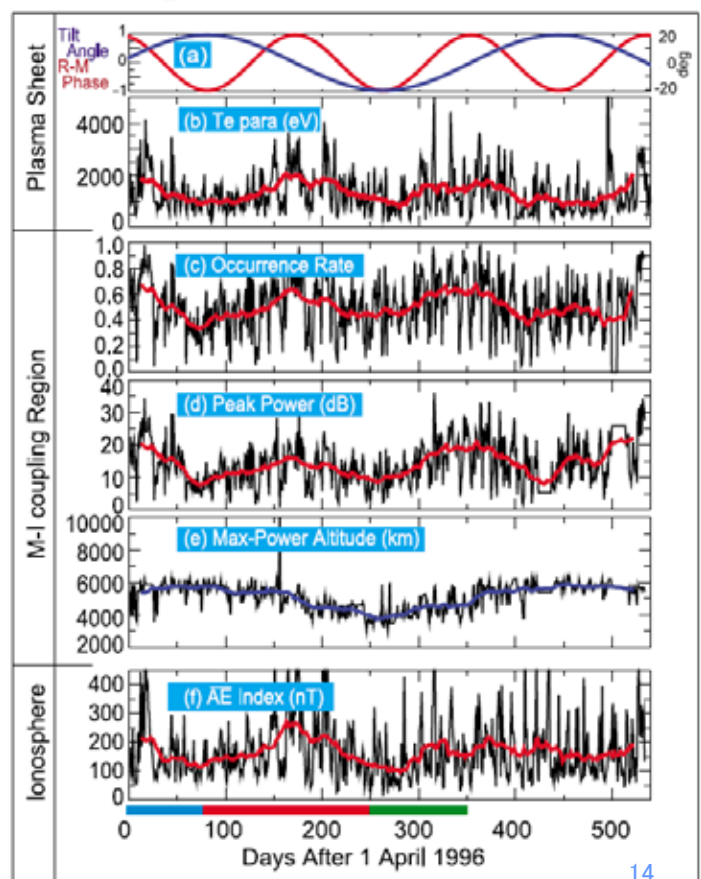 Tilt
Angle
R-M
Phase
1
0
-1
(a)
20
0
-20
deg
Plasma Sheet
(b) Te para (eV)
4000
2000
0
M-I coupling Region
(c) Occurrence Rate
1.0
0.8
0.6
0.4
0.2
0.0
(d) Peak Power (dB)
40
30
20
10
0
(e) Max-Power Altitude (km)
10000
8000
6000
4000
2000
Ionosphere
(f) AE Index (nT)
400
300
200
100
0
0 100 200 300 400 500
Days After 1 April 1996
14